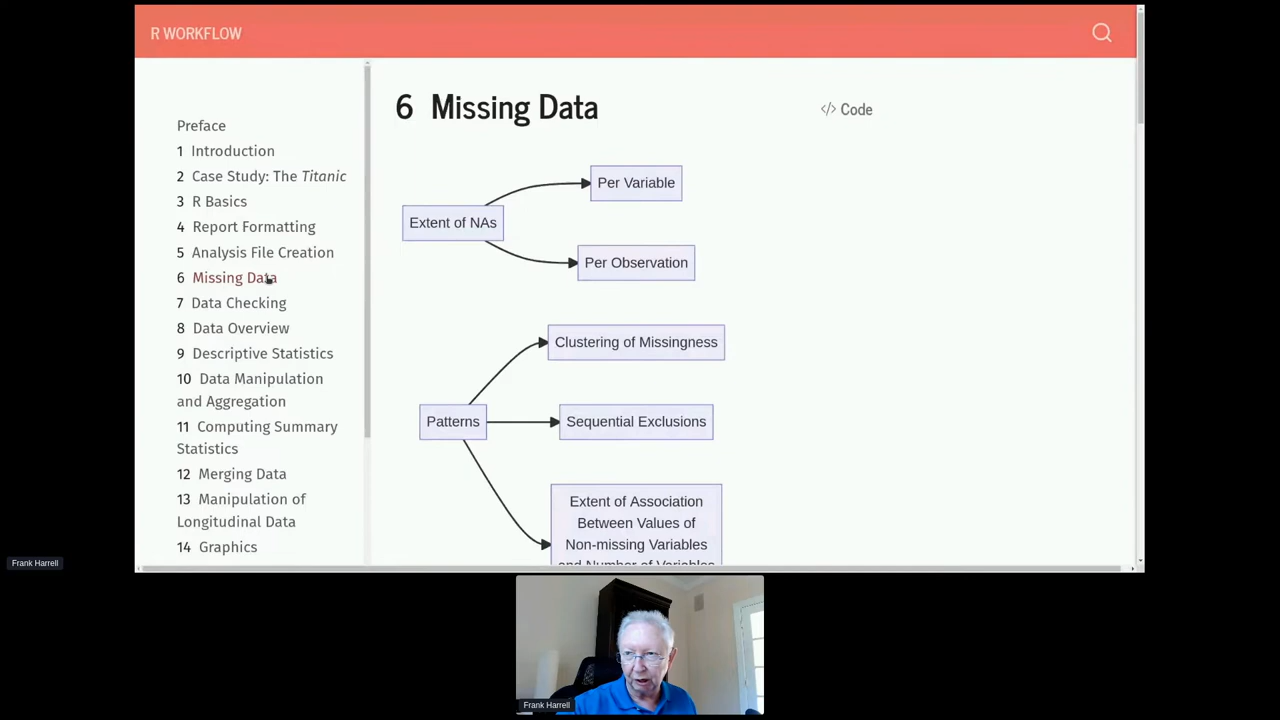 R WORKFLOW
Preface
1 Introduction
2 Case Study: The Titanic
3 R Basics
4 Report Formatting
5 Analysis File Creation
6 Missing Data
7 Data Checking
8 Data Overview
9 Descriptive Statistics
10 Data Manipulation
and Aggregation
11 Computing Summary
Statistics
12 Merging Data
13 Manipulation of
Longitudinal Data
14 Graphics
6 Missing Data
</> Code
Extent of NAs
Per Variable
Per Observation
Patterns
Clustering of Missingness
Sequential Exclusions
Extent of Association
Between Values of
Non-missing Variables
and Number of Variables
Frank Harrell
Frank Harrell